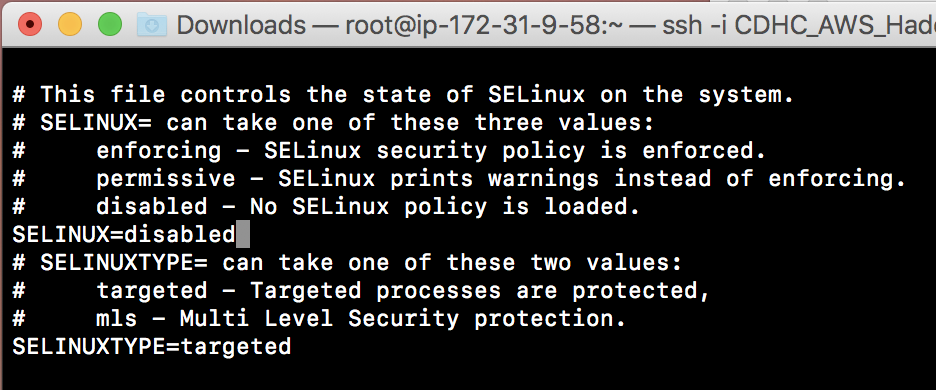 Downloads — root@ip-172-31-9-58:~ — ssh -i CDHC_AWS_Hado
# This file controls the state of SELinux on the system.
# SELINUX= can take one of these three values:
#     enforcing - SELinux security policy is enforced.
#     permissive - SELinux prints warnings instead of enforcing.
#     disabled - No SELinux policy is loaded.
SELINUX=disabled
# SELINUXTYPE= can take one of these two values:
#     targeted - Targeted processes are protected,
#     mls - Multi Level Security protection.
SELINUXTYPE=targeted